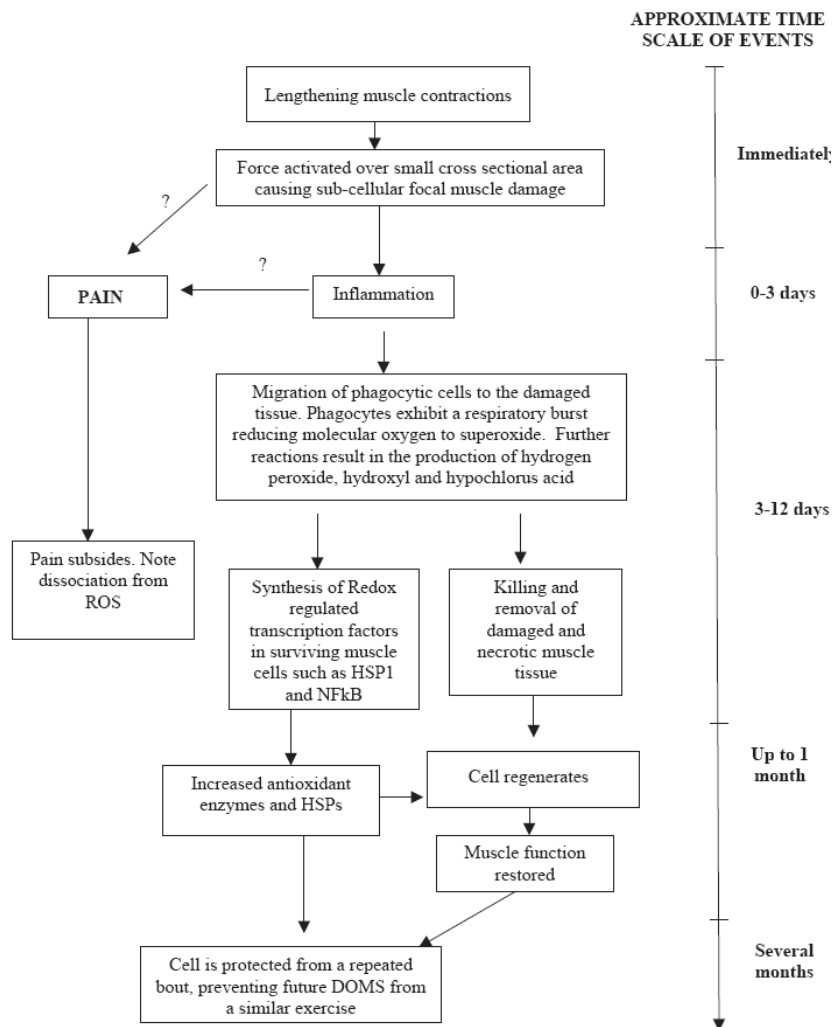 APPROXIMATE TIME
SCALE OF EVENTS
Lengthening muscle contractions
Immediately
Force activated over small cross sectional area
causing sub-cellular focal muscle damage
?
?
PAIN
Inflammation
0-3 days
Migration of phagocytic cells to the damaged
tissue. Phagocytes exhibit a respiratory burst
reducing molecular oxygen to superoxide. Further
reactions result in the production of hydrogen
peroxide, hydroxyl and hypochlorus acid
3-12 days
Pain subsides. Note
dissociation from
ROS
Synthesis of Redox
regulated
transcription factors
in surviving muscle
cells such as HSP1
and NFkB
Killing and
removal of
damaged and
necrotic muscle
tissue
Up to 1
month
Increased antioxidant
enzymes and HSPs
Cell regenerates
Muscle function
restored
Several
months
Cell is protected from a repeated
bout, preventing future DOMS from
a similar exercise